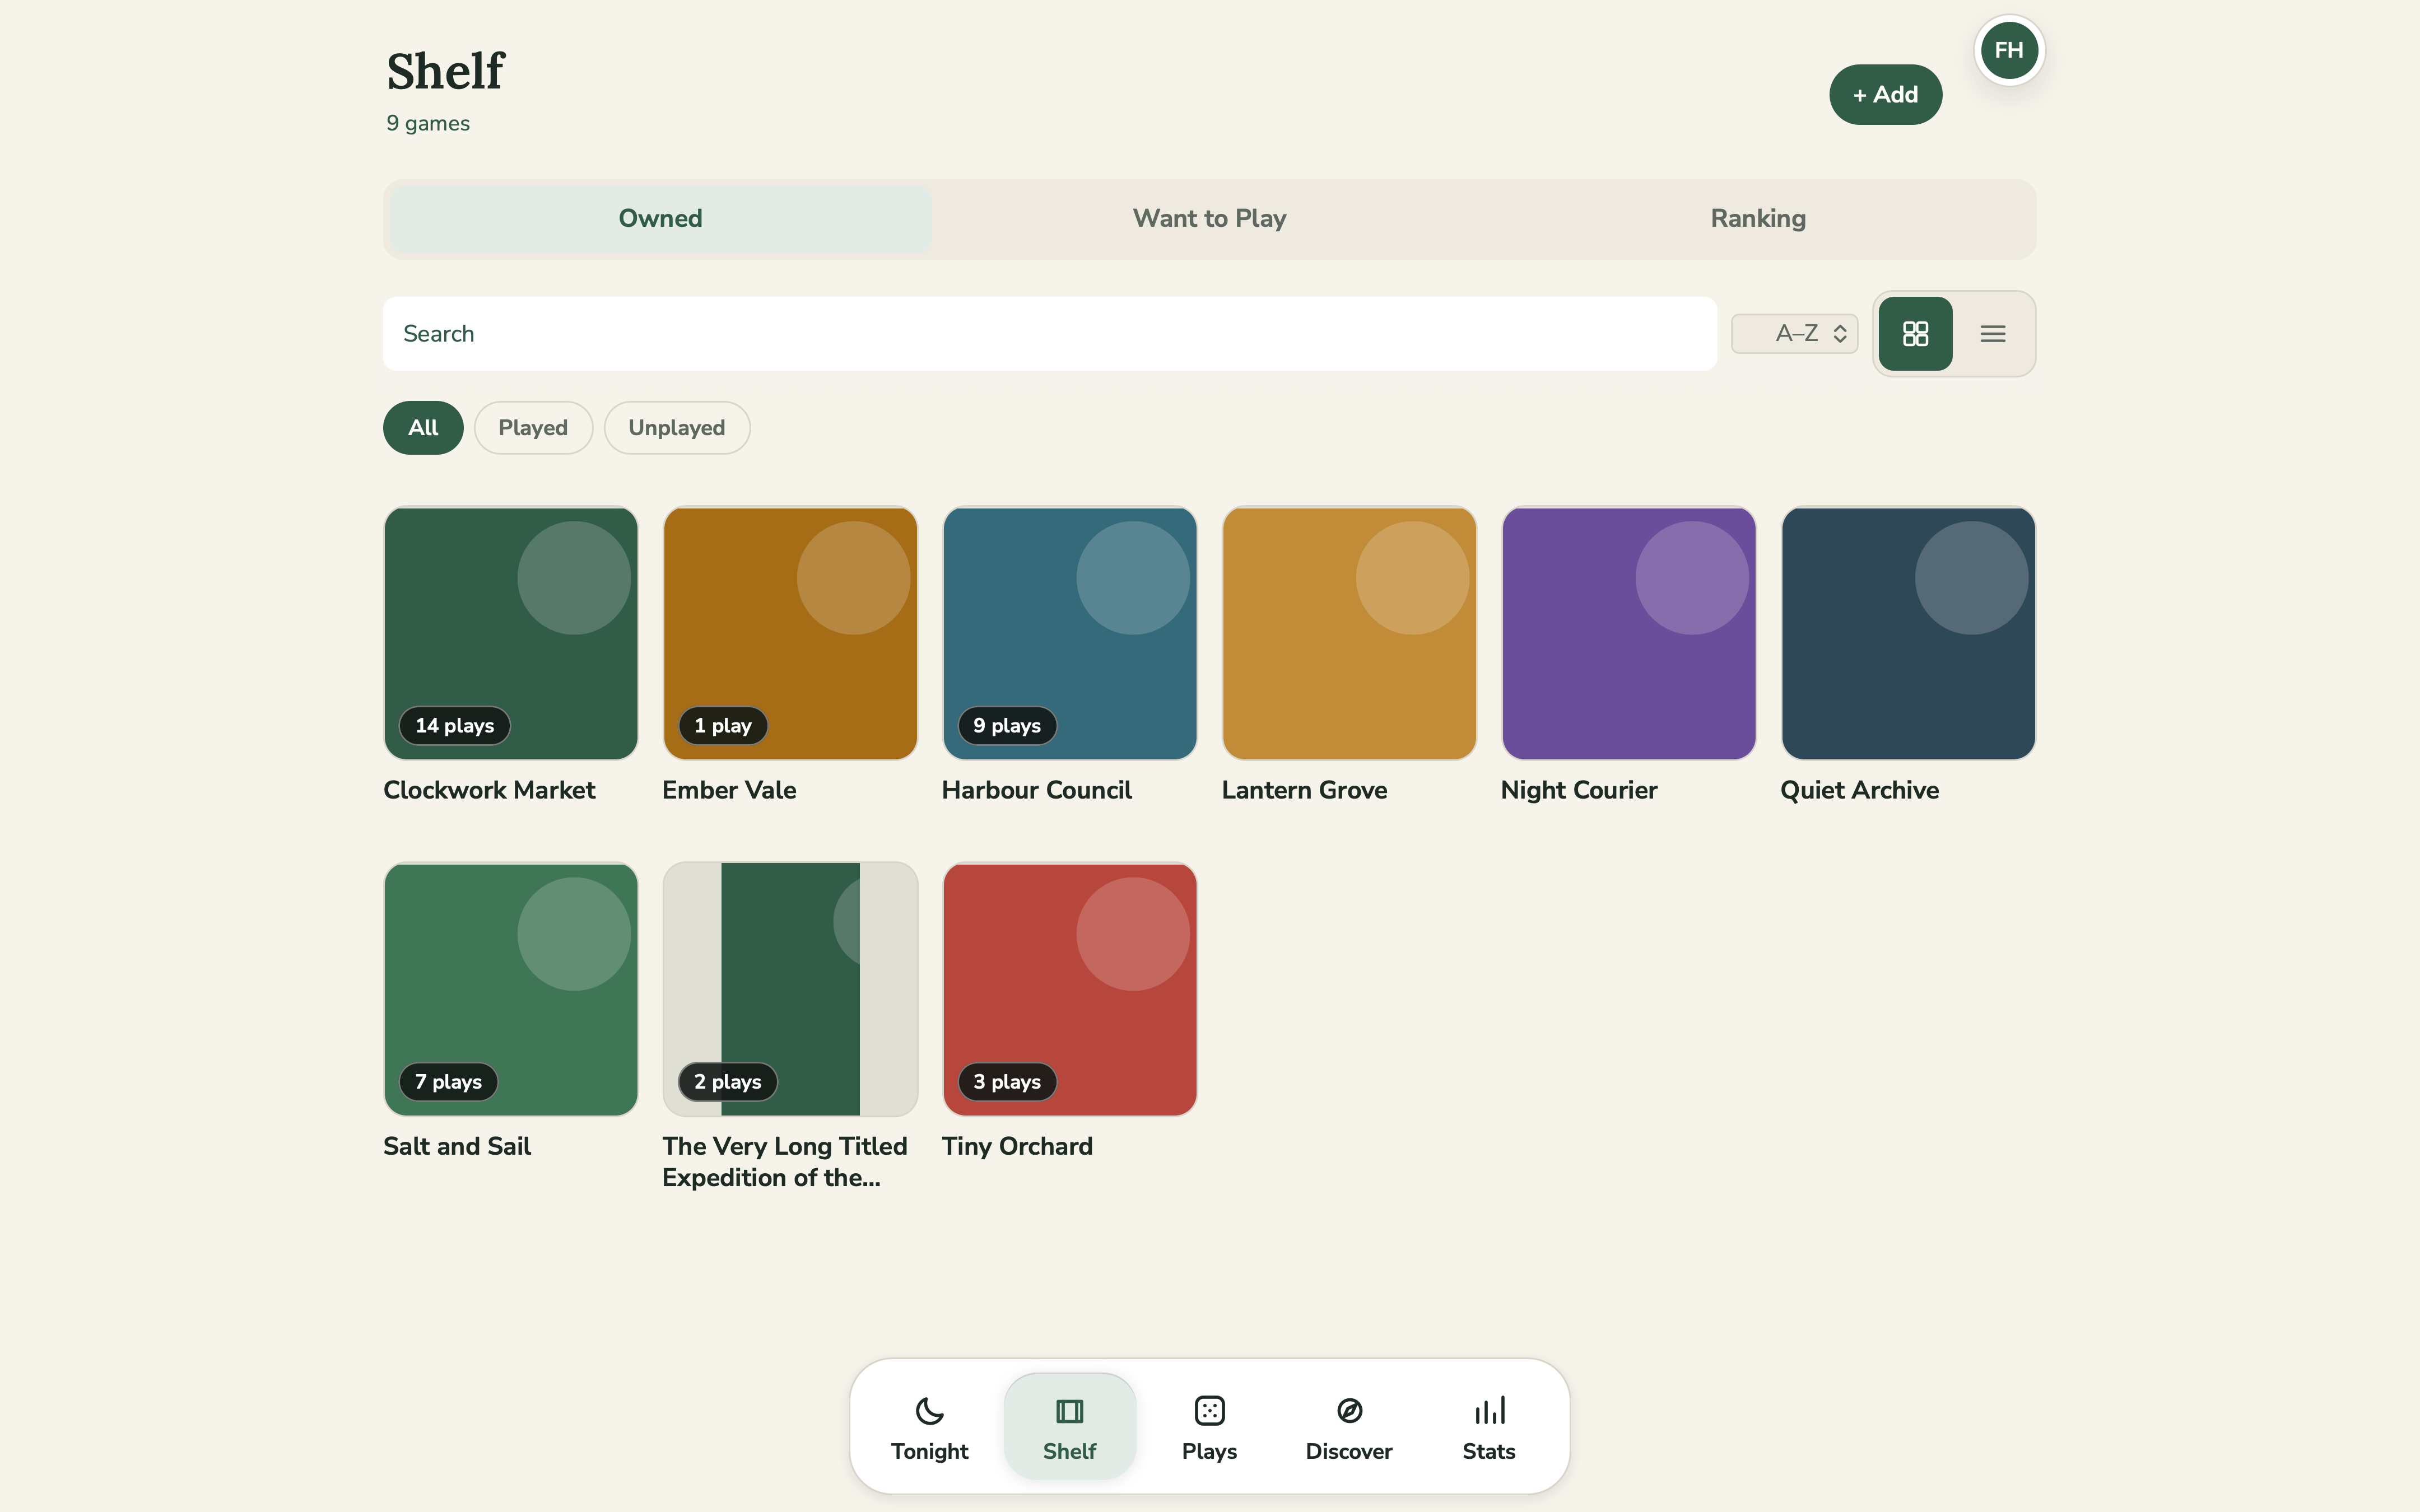 Shelf
9 games
+ Add
FH
Owned
Want to Play
Ranking
Search
A–Z
All
Played
Unplayed
14 plays
1 play
9 plays
Clockwork Market
Ember Vale
Harbour Council
Lantern Grove
Night Courier
Quiet Archive
7 plays
2 plays
3 plays
Salt and Sail
The Very Long Titled
Expedition of the...
Tiny Orchard
Tonight
Shelf
Plays
Discover
Stats